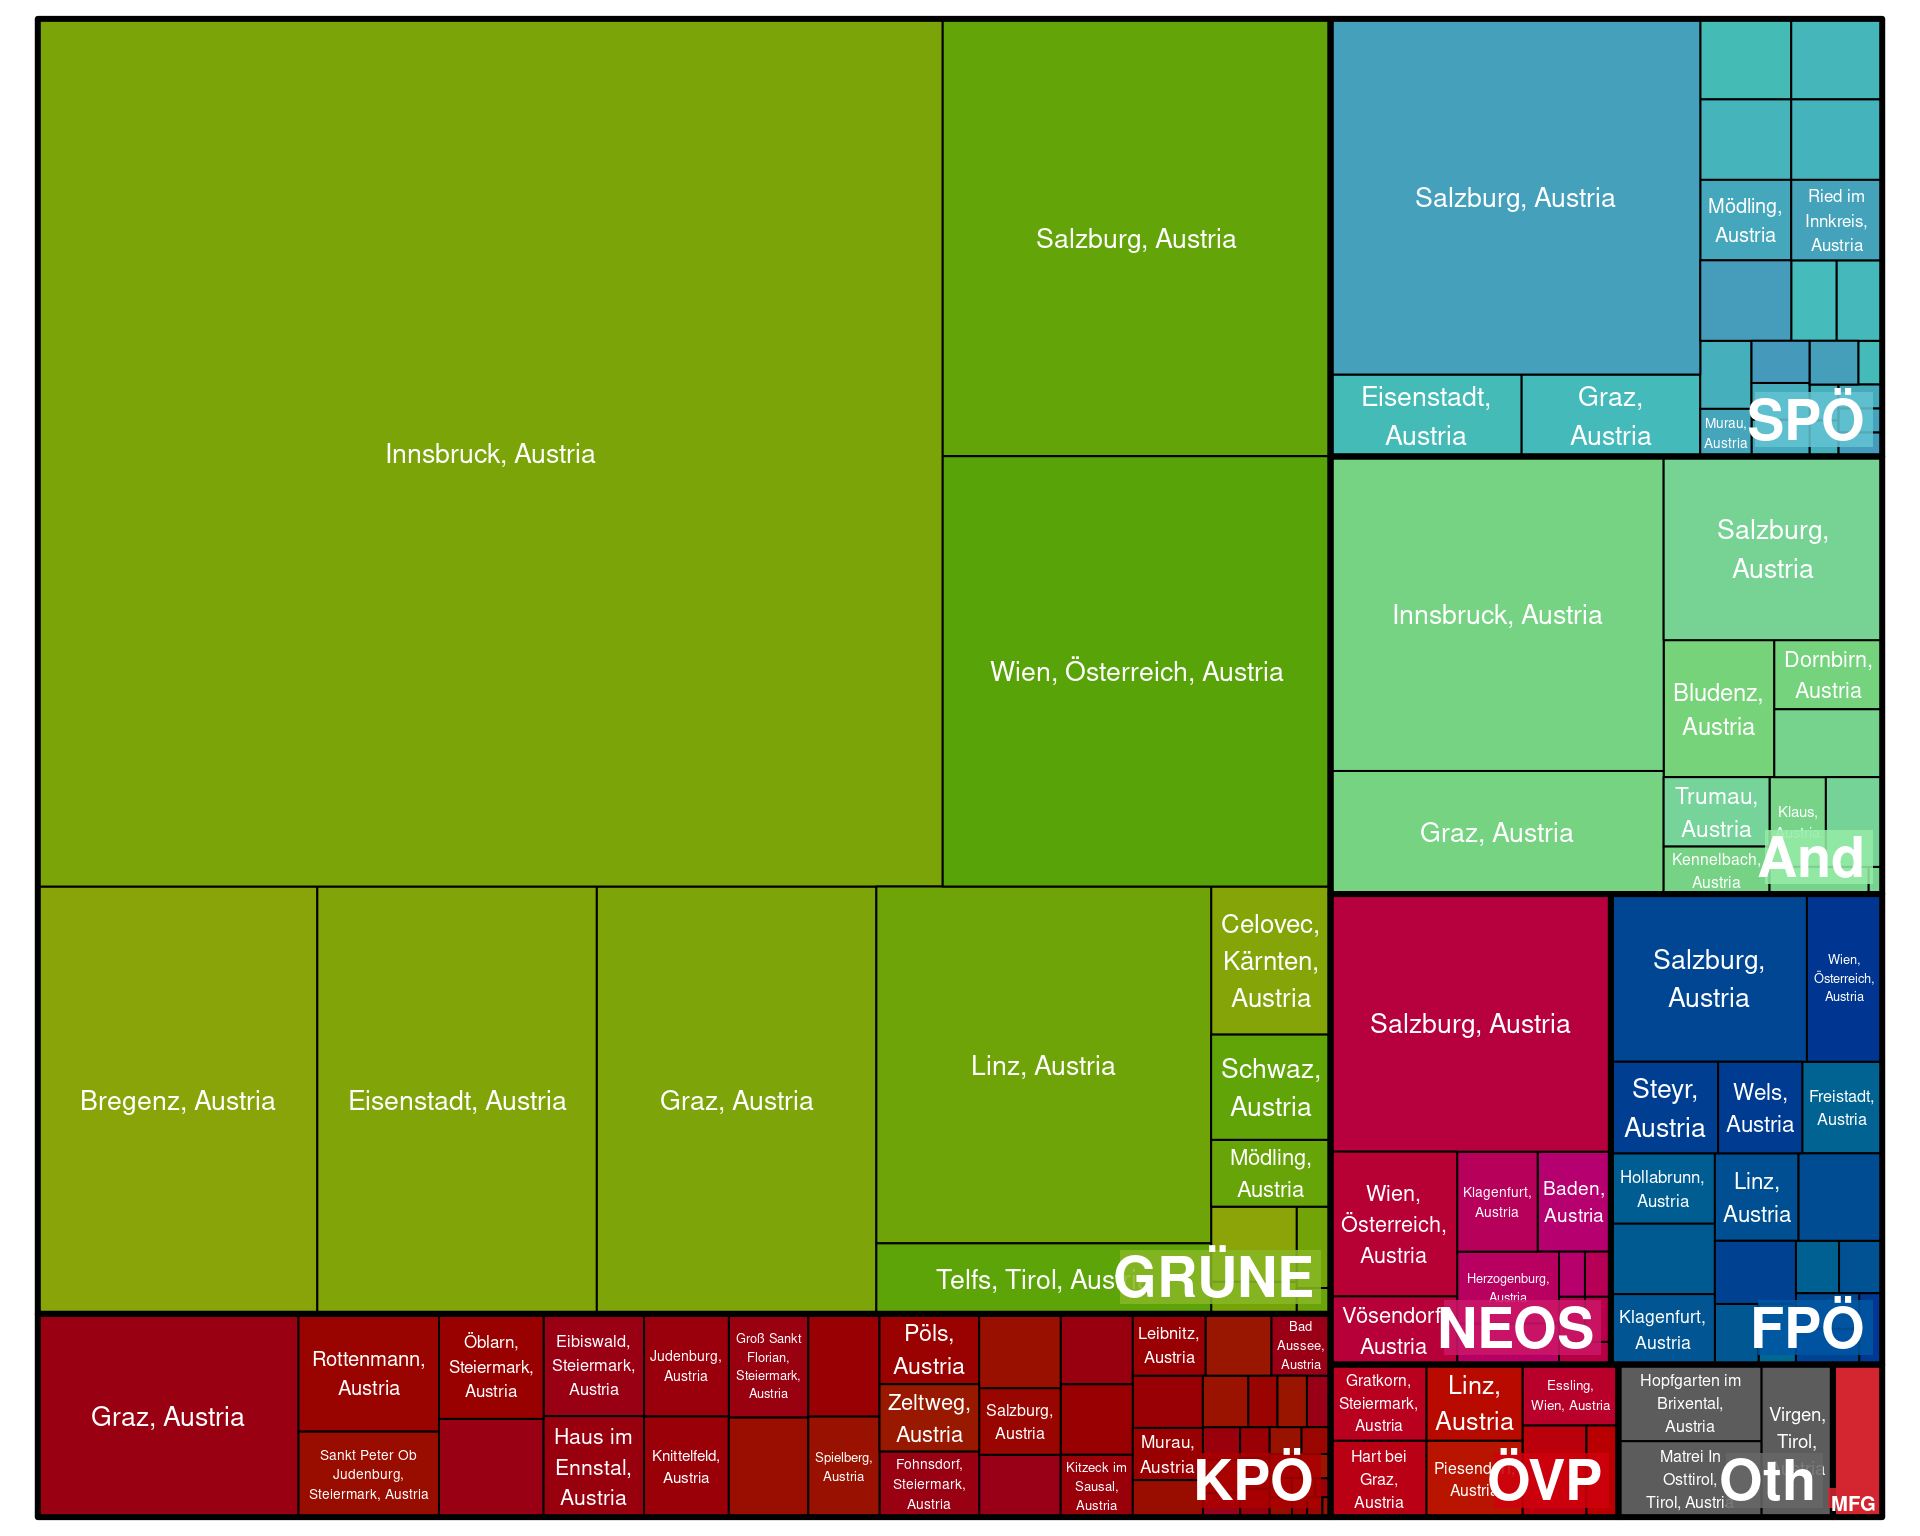 Innsbruck, Austria
Salzburg, Austria
Wien, Österreich, Austria
Bregenz, Austria
Eisenstadt, Austria
Graz, Austria
Linz, Austria
Celovec,
Kärnten,
Austria
Schwaz,
Austria
Mödling,
Austria
Telfs, Tirol, Aus
GRÜNE
Graz, Austria
Rottenmann,
Austria
Sankt Peter Ob
Judenburg,
Steiermark, Austria
Öblarn,
Steiermark,
Austria
Eibiswald,
Steiermark,
Austria
Haus im
Ennstal,
Austria
Judenburg,
Austria
Knittelfeld,
Austria
Groß Sankt
Florian,
Steiermark,
Austria
Spielberg,
Austria
Pöls,
Austria
Zeltweg,
Austria
Fohnsdorf,
Steiermark,
Austria
Salzburg,
Austria
Kitzeck im
Sausal,
Austria
Leibnitz,
Austria
Murau,
Austria
Bad
Aussee,
Austria
KPÖ
Salzburg, Austria
Eisenstadt,
Austria
Graz,
Austria
Mödling,
Austria
Ried im
Innkreis,
Austria
Murau,
Austria
SPÖ
Innsbruck, Austria
Graz, Austria
Salzburg,
Austria
Bludenz,
Austria
Dornbirn,
Austria
Trumau,
Austria
Klaus,
Austria
Kennelbach,
Austria
And
Salzburg, Austria
Wien,
Österreich,
Austria
Vösendorf,
Austria
Klagenfurt,
Austria
Baden,
Austria
Herzogenburg,
Austria
NEOS
Salzburg,
Austria
Wien,
Österreich,
Austria
Steyr,
Austria
Wels,
Austria
Freistadt,
Austria
Hollabrunn,
Austria
Linz,
Austria
Klagenfurt,
Austria
FPÖ
Gratkorn,
Steiermark,
Austria
Hart bei
Graz,
Austria
Linz,
Austria
Piesendorf,
Austria
Essling,
Wien, Austria
ÖVP
Hopfgarten im
Brixental,
Austria
Matrei In
Osttirol,
Tirol, Austria
Virgen,
Tirol,
Austria
Oth
MFG